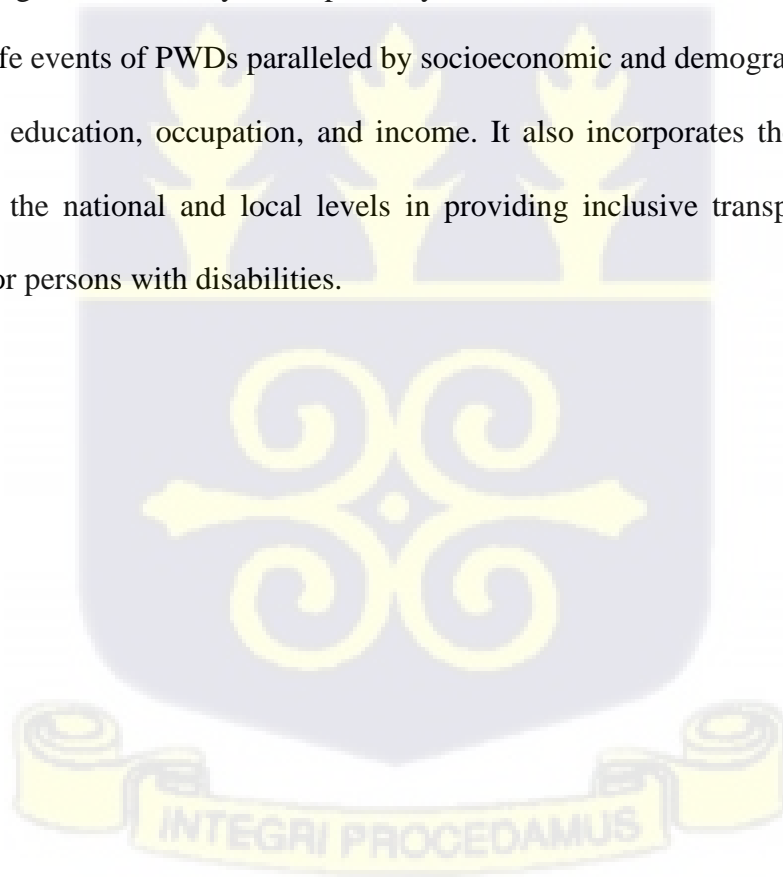 fe events of PWDs paralleled by socioeconomic and demogra
education, occupation, and income. It also incorporates th
the national and local levels in providing inclusive transp
or persons with disabilities.
INTEGRI PROCEDAMUS